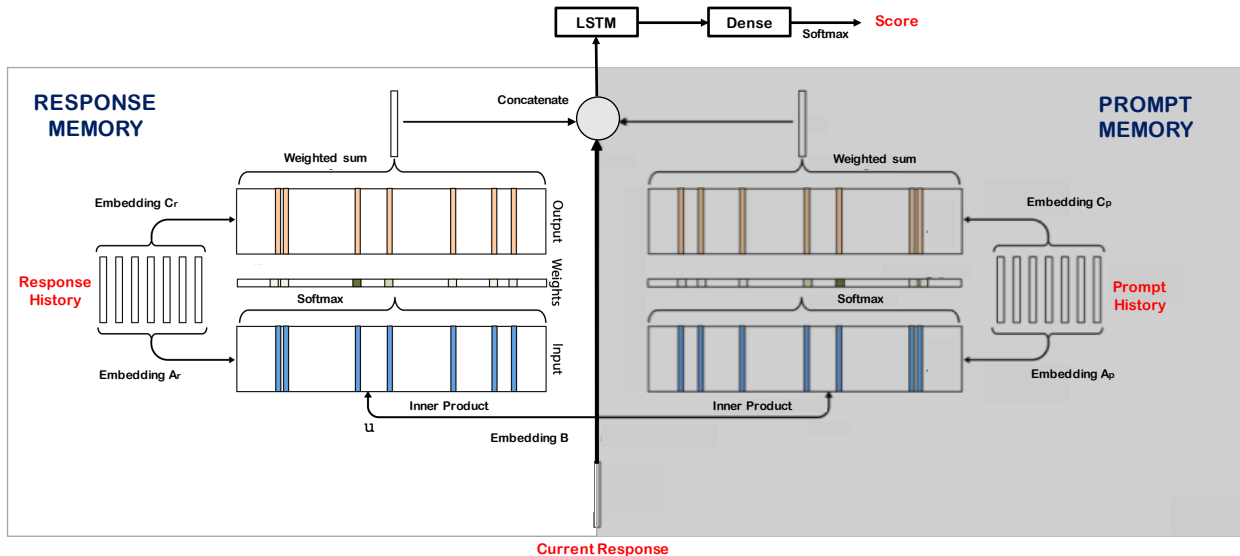 LSTM
Dense
Softmax
Score
RESPONSE
MEMORY
Concatenate
PROMPT
MEMORY
Weighted sum
Weighted sum
Embedding Cr
Output
Embedding Cp
Response
History
Weights
Prompt
History
Softmax
Softmax
Input
Embedding Ar
Embedding Ap
Inner Product
Inner Product
u
Embedding B
Current Response